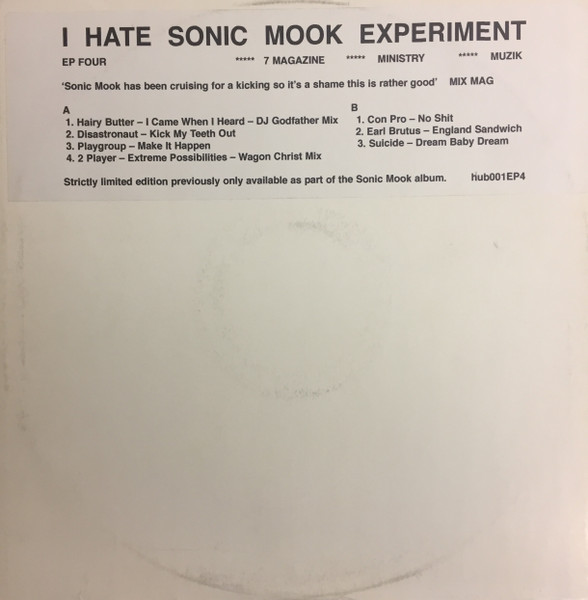 I HATE SONIC MOOK EXPERIMENT
EP FOUR ***** 7 MAGAZINE ***** MINISTRY ***** MUZIK
'Sonic Mook has been cruising for a kicking so it's a shame this is rather good' MIX MAG
A
1. Hairy Butter – I Came When I Heard – DJ Godfather Mix
2. Disastronaut – Kick My Teeth Out
3. Playgroup – Make It Happen
4. 2 Player – Extreme Possibilities – Wagon Christ Mix
B
1. Con Pro – No Shit
2. Earl Brutus – England Sandwich
3. Suicide – Dream Baby Dream
Strictly limited edition previously only available as part of the Sonic Mook album. hub001EP4